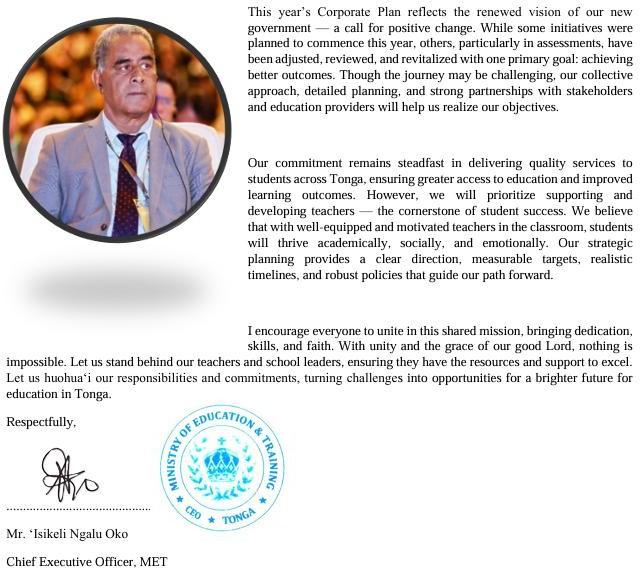 This year's Corporate Plan reflects the renewed vision of our new
government — a call for positive change. While some initiatives were
planned to commence this year, others, particularly in assessments, have
been adjusted, reviewed, and revitalized with one primary goal: achieving
better outcomes. Though the journey may be challenging, our collective
approach, detailed planning, and strong partnerships with stakeholders
and education providers will help us realize our objectives.
Our commitment remains steadfast in delivering quality services to
students across Tonga, ensuring greater access to education and improved
learning outcomes. However, we will prioritize supporting and
developing teachers — the cornerstone of student success. We believe
that with well-equipped and motivated teachers in the classroom, students
will thrive academically, socially, and emotionally. Our strategic
planning provides a clear direction, measurable targets, realistic
timelines, and robust policies that guide our path forward.
I encourage everyone to unite in this shared mission, bringing dedication,
skills, and faith. With unity and the grace of our good Lord, nothing is
impossible. Let us stand behind our teachers and school leaders, ensuring they have the resources and support to excel.
Let us huohua‘i our responsibilities and commitments, turning challenges into opportunities for a brighter future for
education in Tonga.
Respectfully,
MINISTRY OF EDUCATION & TRAINING
CEO ★ TONGA
Mr. ‘Isikeli Ngalu Oko
Chief Executive Officer, MET